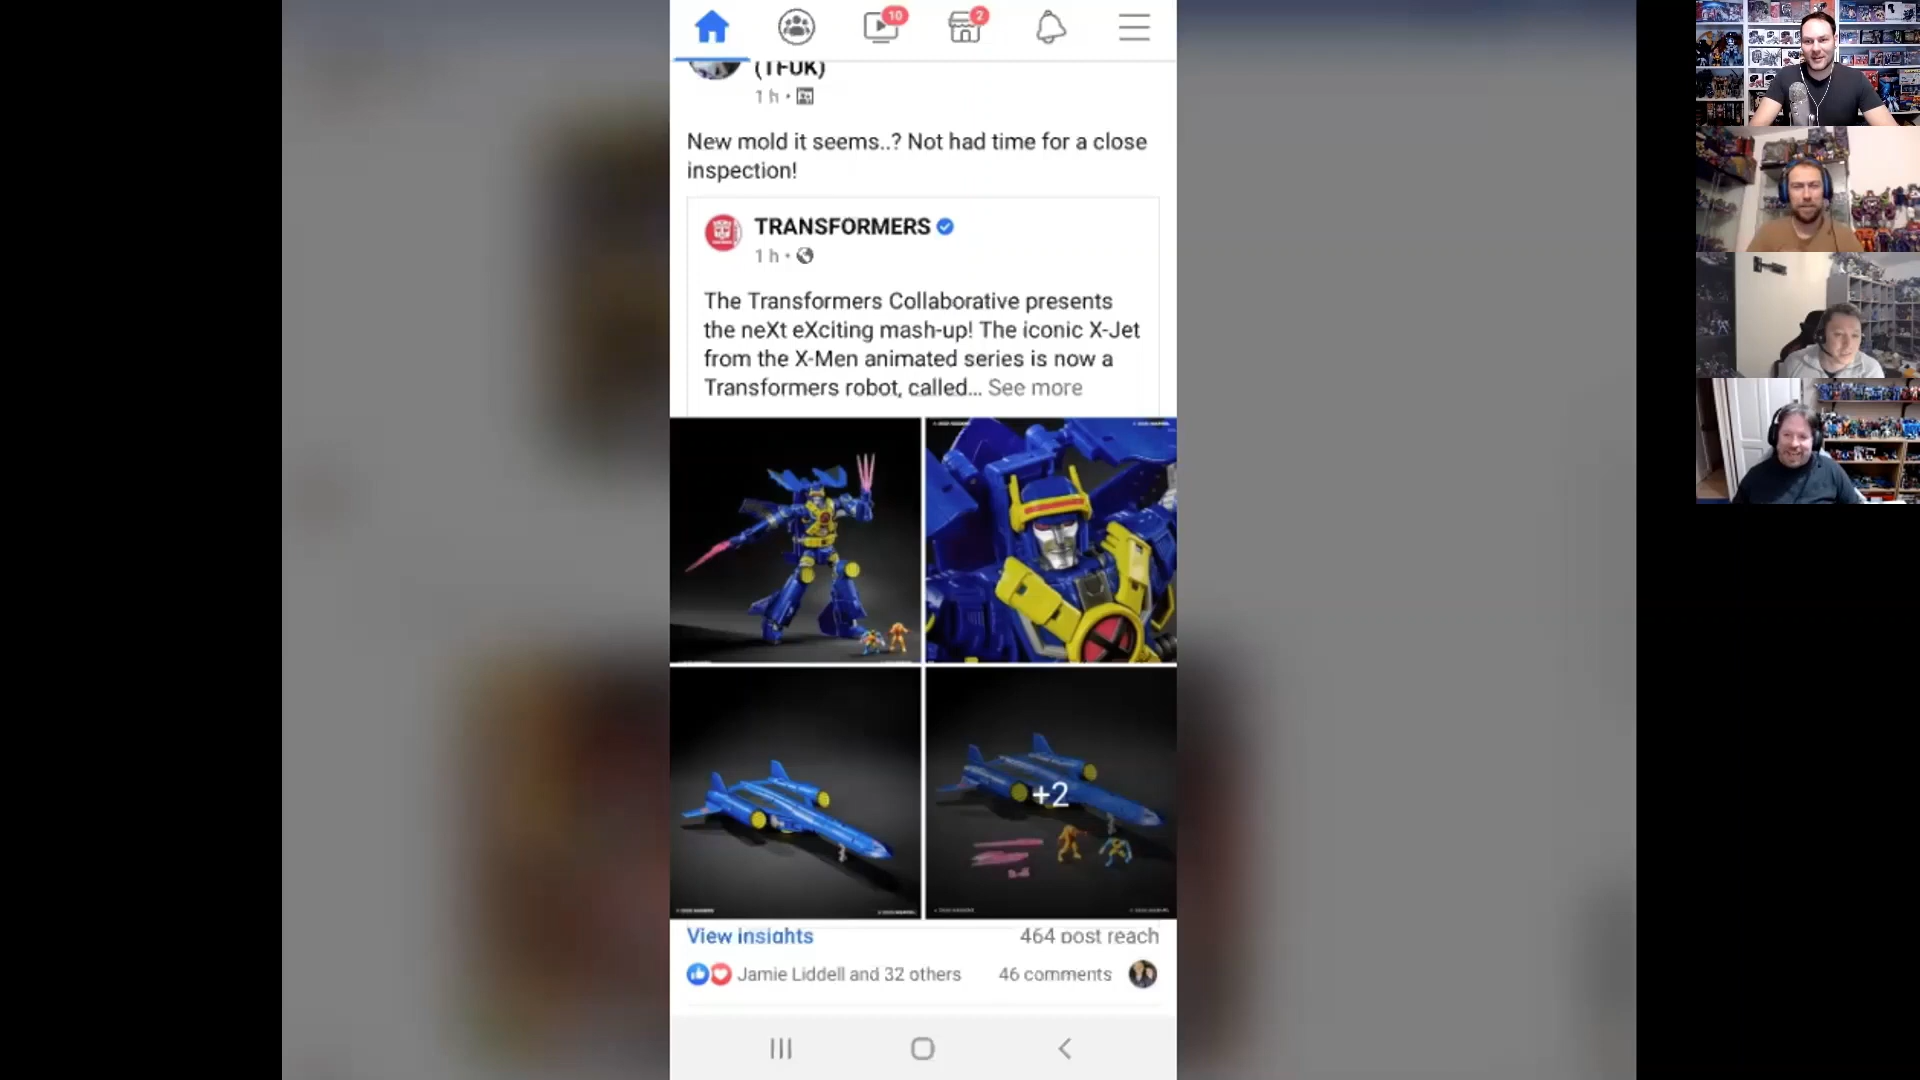 10
2
(TFUK)
1 h
New mold it seems..? Not had time for a close
inspection!
TRANSFORMERS
1 h
The Transformers Collaborative presents
the neXt eXciting mash-up! The iconic X-Jet
from the X-Men animated series is now a
Transformers robot, called... See more
+2
View insights
464 post reach
Jamie Liddell and 32 others
46 comments